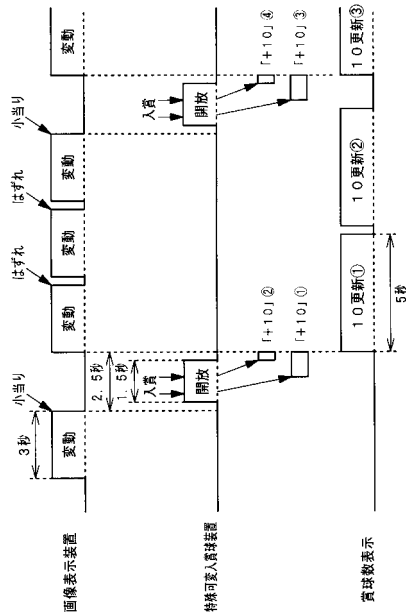 画像表示装置
3秒
変動
小当り
2.5秒
1.5秒
変動
はずれ
変動
はずれ
変動
小当り
変動
特殊可変入賞球装置
入賞
開放
「+10」②
「+10」①
入賞
開放
「+10」④
「+10」③
賞球数表示
10更新①
5秒
10更新②
10更新③